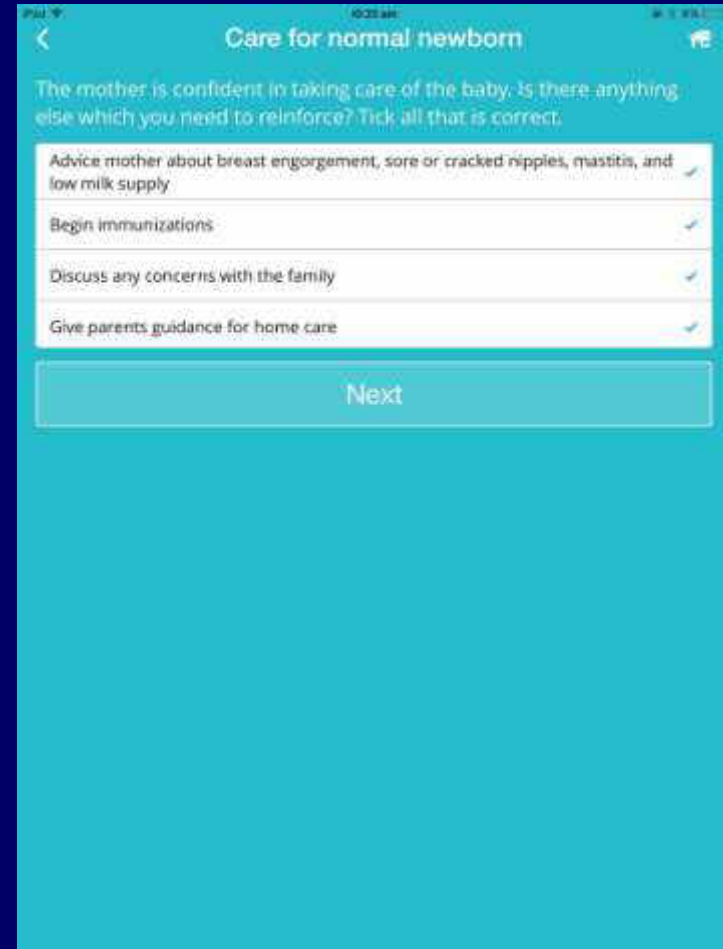 iPad
Care for normal newborn
The mother is confident in taking care of the baby. Is there anything
else which you need to reinforce? Tick all that is correct.
Advice mother about breast engorgement, sore or cracked nipples, mastitis, and
low milk supply
Begin immunizations
Discuss any concerns with the family
Give parents guidance for home care
Next